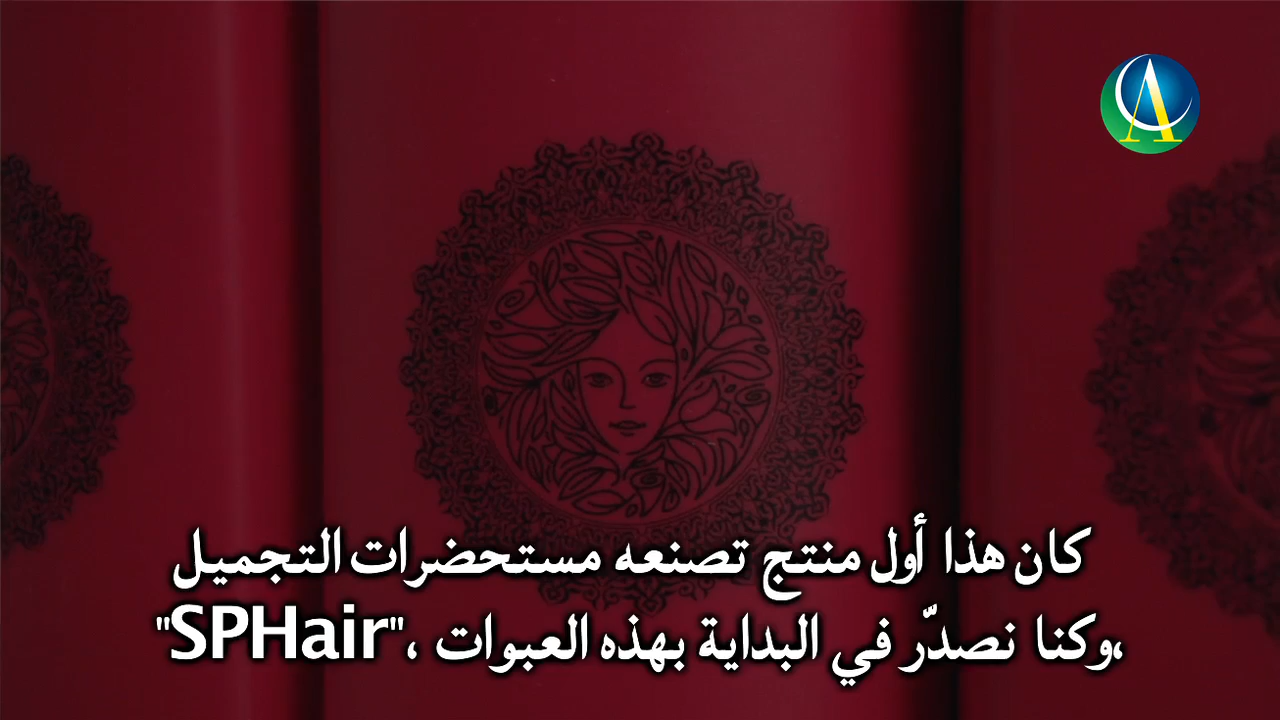 كان هذا أول منتج تصنعه مستحضرات التجميل
"SPHair"، وكنا نصدّر في البداية بهذه العبوات،
A